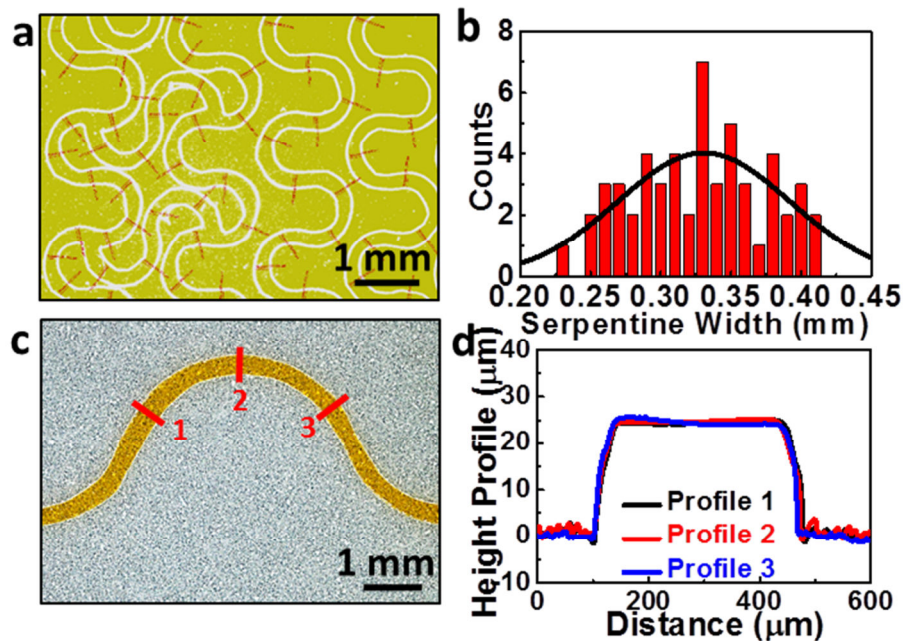 a
1 mm
b
8
6
4
2
0
Counts
0.20 0.25 0.30 0.35 0.40 0.45
Serpentine Width (mm)
c
1
2
3
1 mm
d
40
30
20
10
0
10
Height Profile (μm)
Profile 1
Profile 2
Profile 3
0 200 400 600
Distance (μm)